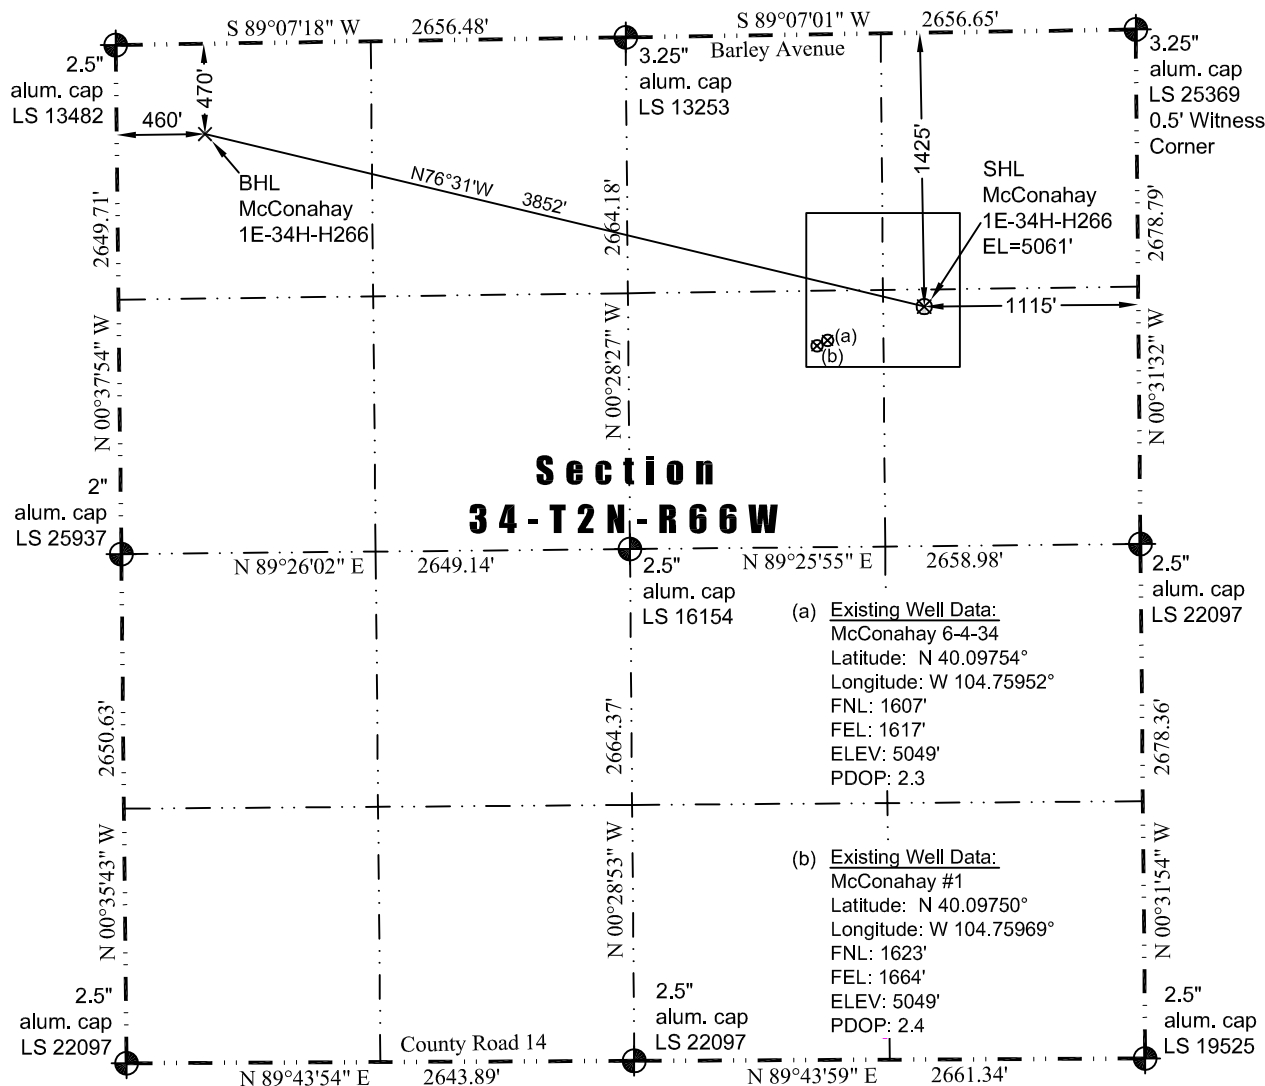 S 89°07'18" W 2656.48'
S 89°07'01" W 2656.65'
Barley Avenue
2.5"
alum. cap
LS 13482
3.25"
alum. cap
LS 13253
3.25"
alum. cap
LS 25369
0.5' Witness
Corner
470'
460'
1425'
BHL
McConahay
1E-34H-H266
N76°31'W 3852'
SHL
McConahay
1E-34H-H266
EL=5061'
1115'
(a)
(b)
2649.71'
N 00°37'54" W
2664.18'
N 00°28'27" W
2678.79'
N 00°31'32" W
Section
34-T2N-R66W
2"
alum. cap
LS 25937
N 89°26'02" E 2649.14'
N 89°25'55" E 2658.98'
2.5"
alum. cap
LS 16154
2.5"
alum. cap
LS 22097
(a) Existing Well Data:
McConahay 6-4-34
Latitude: N 40.09754°
Longitude: W 104.75952°
FNL: 1607'
FEL: 1617'
ELEV: 5049'
PDOP: 2.3
2650.63'
N 00°35'43" W
2664.37'
N 00°28'53" W
2678.36'
N 00°31'54" W
(b) Existing Well Data:
McConahay #1
Latitude: N 40.09750°
Longitude: W 104.75969°
FNL: 1623'
FEL: 1664'
ELEV: 5049'
PDOP: 2.4
2.5"
alum. cap
LS 22097
2.5"
alum. cap
LS 22097
2.5"
alum. cap
LS 19525
County Road 14
N 89°43'54" E 2643.89'
N 89°43'59" E 2661.34'